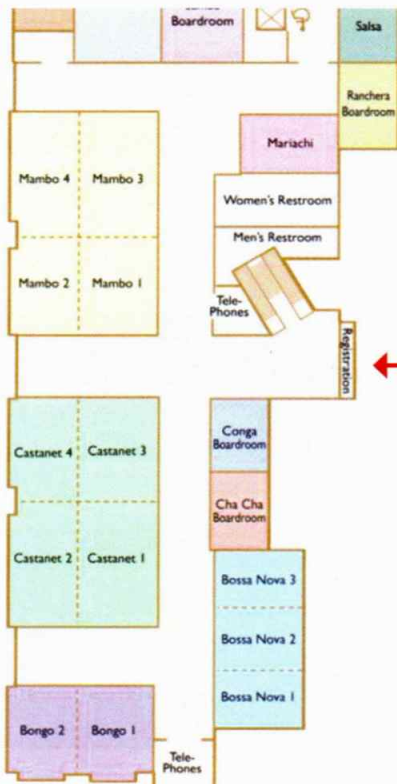 Boardroom
Salsa
Ranchera
Boardroom
Mariachi
Mambo 4
Mambo 3
Women's Restroom
Men's Restroom
Mambo 2
Mambo 1
Tele-
Phones
Registration
Castanet 4
Castanet 3
Conga
Boardroom
Cha Cha
Boardroom
Castanet 2
Castanet 1
Bossa Nova 3
Bossa Nova 2
Bossa Nova 1
Bongo 2
Bongo 1
Tele-
Phones